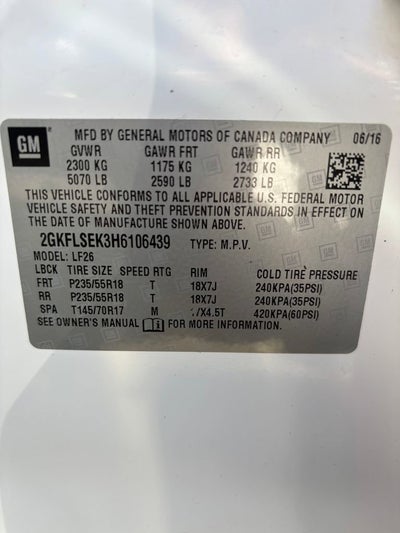 GM MFD BY GENERAL MOTORS OF CANADA COMPANY 06/16
GVWR GAWR FRT GAWR RR
2300 KG 1175 KG 1240 KG
5070 LB 2590 LB 2733 LB
THIS VEHICLE CONFORMS TO ALL APPLICABLE U.S. FEDERAL MOTOR
VEHICLE SAFETY AND THEFT PREVENTION STANDARDS IN EFFECT ON
THE DATE OF MANUFACTURE SHOWN ABOVE.
2GKFLSEK3H6106439 TYPE: M.P.V.
MODEL: LF26
LBCK TIRE SIZE SPEED RTG RIM COLD TIRE PRESSURE
FRT P235/55R18 T 18X7J 240KPA(35PSI)
RR P235/55R18 T 18X7J 240KPA(35PSI)
SPA T145/70R17 M /X4.5T 420KPA(60PSI)
SEE OWNER'S MANUAL FOR MORE INFORMATION.